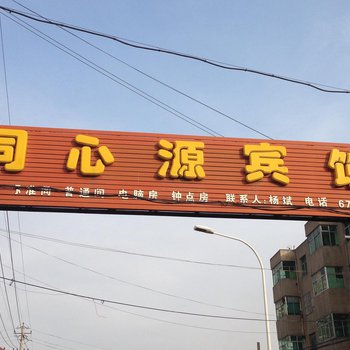 同心源宾馆
标准间 普通间 电脑房 钟点房 联系人:杨斌 电话 67